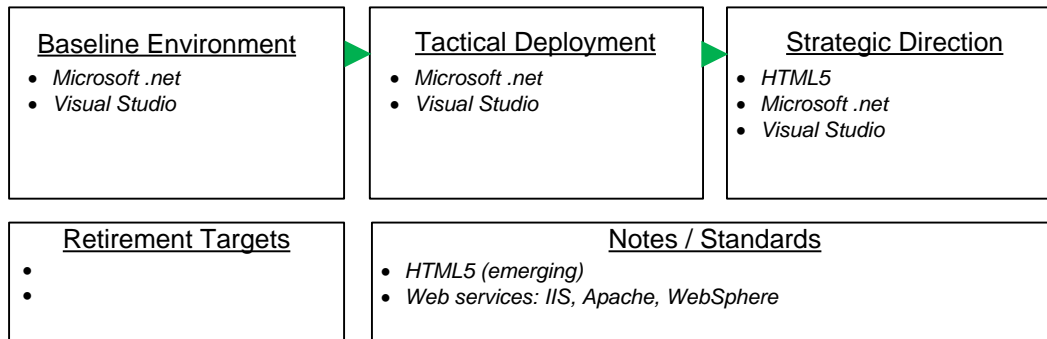 Baseline Environment
• Microsoft .net
• Visual Studio
Tactical Deployment
• Microsoft .net
• Visual Studio
Strategic Direction
• HTML5
• Microsoft .net
• Visual Studio
Retirement Targets
•
•
Notes / Standards
• HTML5 (emerging)
• Web services: IIS, Apache, WebSphere